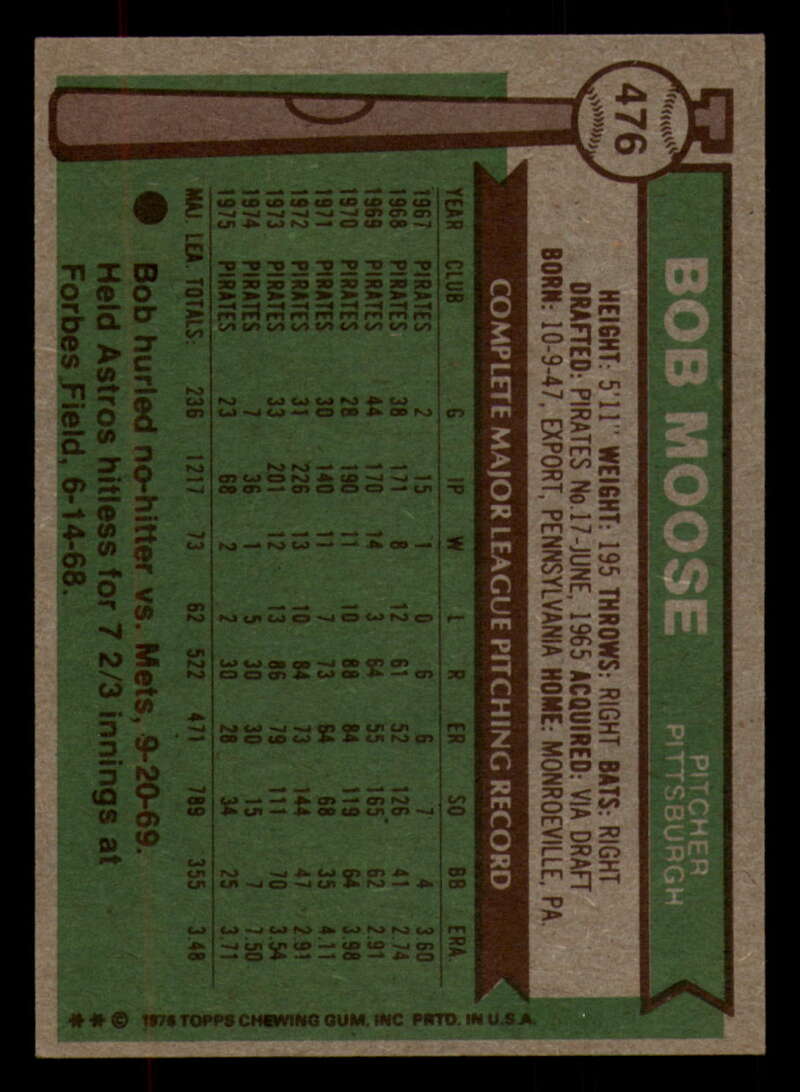 476
BOB MOOSE
PITCHER
PITTSBURGH
HEIGHT: 5'11" WEIGHT: 195 THROWS: RIGHT BATS: RIGHT
DRAFTED: PIRATES No.17-JUNE, 1965 ACQUIRED: VIA DRAFT
BORN: 10-9-47, EXPORT, PENNSYLVANIA HOME: MONROEVILLE, PA.
COMPLETE MAJOR LEAGUE PITCHING RECORD
YEAR CLUB G IP W L R ER SO BB ERA.
1967 PIRATES 2 15 1 0 6 6 7 4 3.60
1968 PIRATES 38 171 8 12 61 52 126 41 2.74
1969 PIRATES 44 170 14 3 64 55 165 62 2.91
1970 PIRATES 28 190 11 10 88 84 119 64 3.98
1971 PIRATES 30 140 11 7 73 64 68 35 4.11
1972 PIRATES 31 226 13 10 84 73 144 47 2.91
1973 PIRATES 33 201 12 13 86 79 111 70 3.54
1974 PIRATES 7 36 1 5 30 30 15 7 7.50
1975 PIRATES 23 68 2 2 30 28 34 25 3.71
MAJ. LEA. TOTALS: 236 1217 73 62 522 471 789 355 3.48
Bob hurled no-hitter vs. Mets, 9-20-69.
Held Astros hitless for 7 2/3 innings at
Forbes Field, 6-14-68.
** © 1976 TOPPS CHEWING GUM, INC PRTD. IN U.S.A.